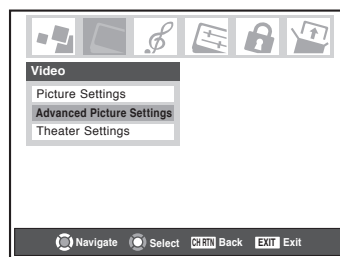 Video
Picture Settings
Advanced Picture Settings
Theater Settings
Navigate Select CH RTN Back EXIT Exit